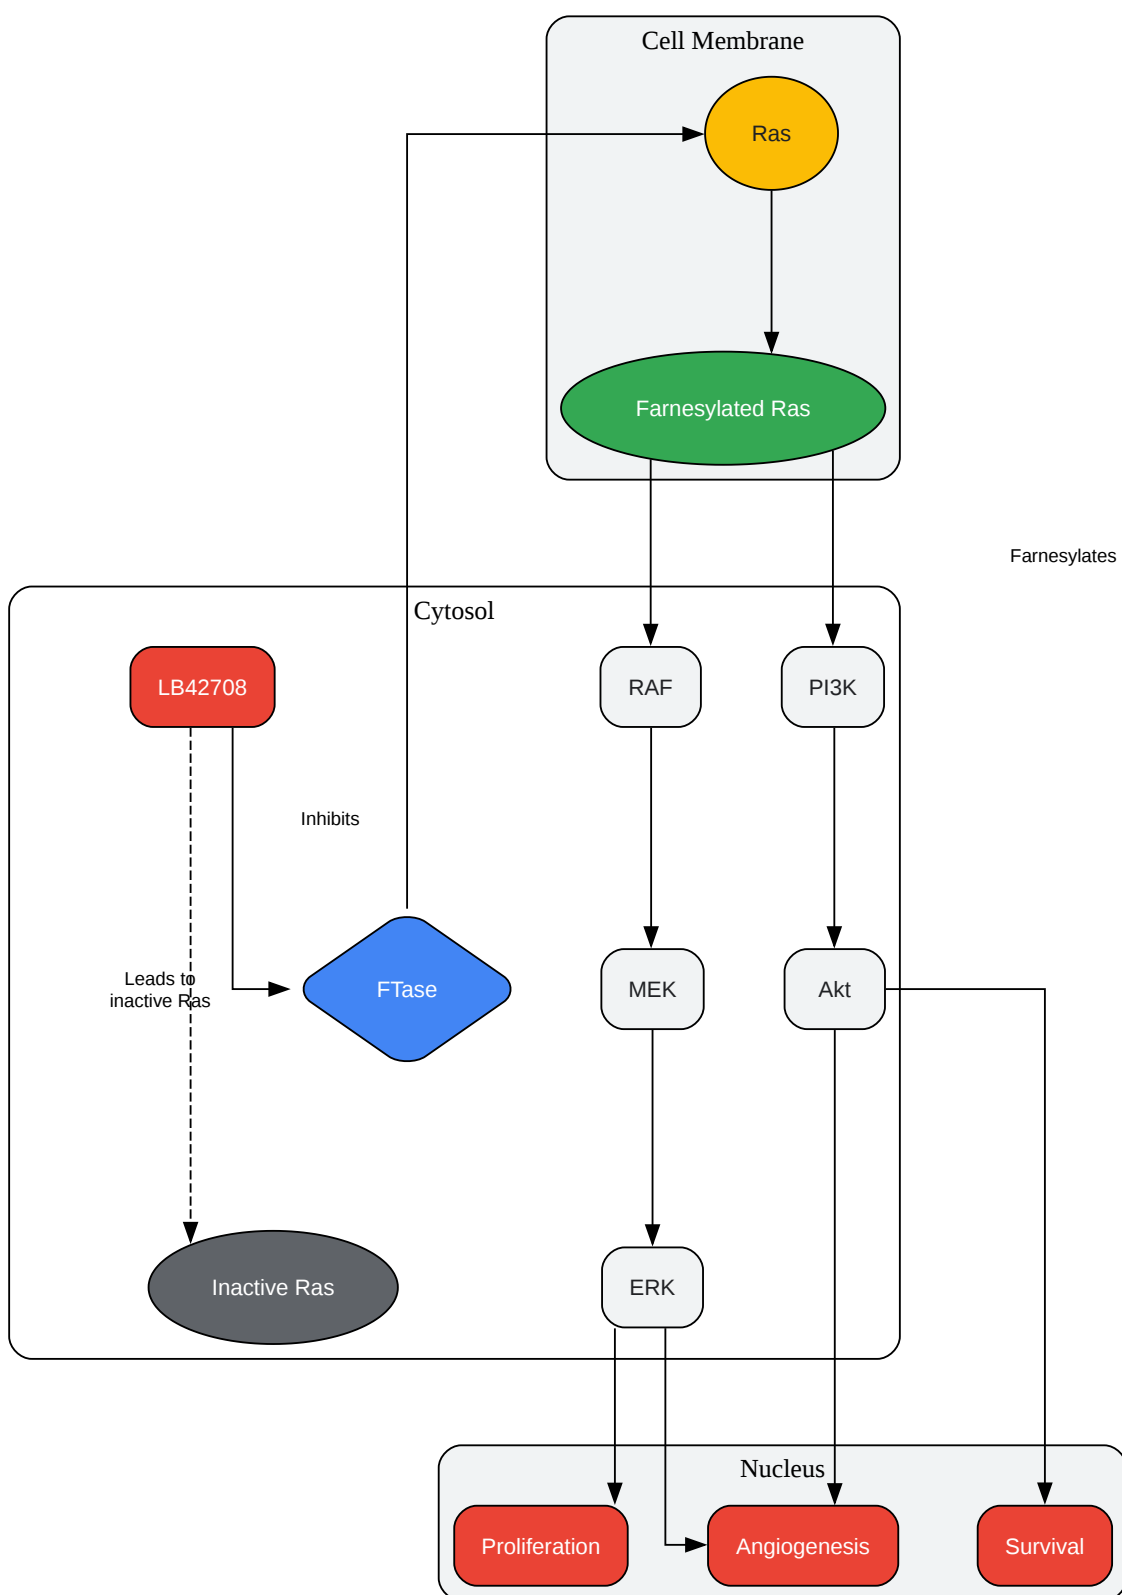 Cell Membrane
Ras
Farnesylated Ras
Farnesylates
Cytosol
LB42708
RAF
PI3K
Inhibits
Leads to
inactive Ras
FTase
MEK
Akt
Inactive Ras
ERK
Nucleus
Proliferation
Angiogenesis
Survival